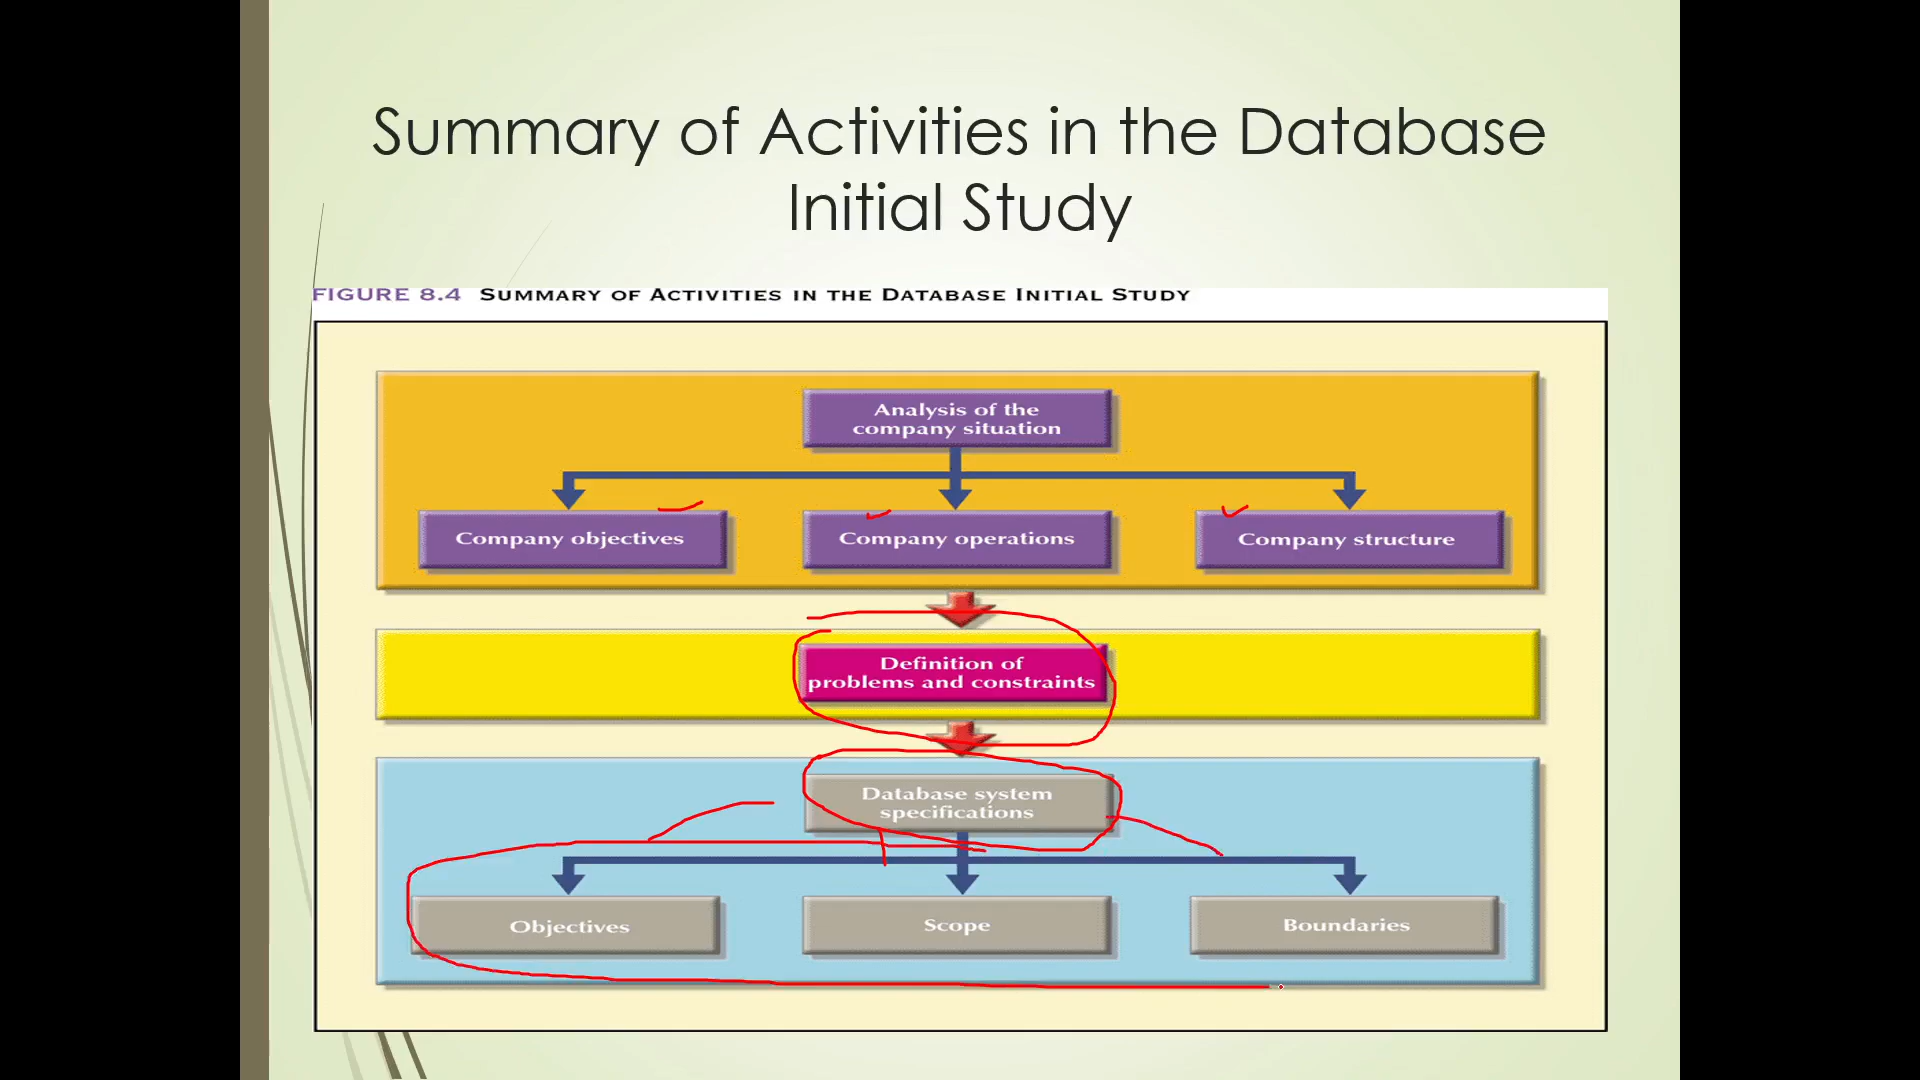 Summary of Activities in the Database
Initial Study
FIGURE 8.4 SUMMARY OF ACTIVITIES IN THE DATABASE INITIAL STUDY
Analysis of the
company situation
Company objectives
Company operations
Company structure
Definition of
problems and constraints
Database system
specifications
Objectives
Scope
Boundaries